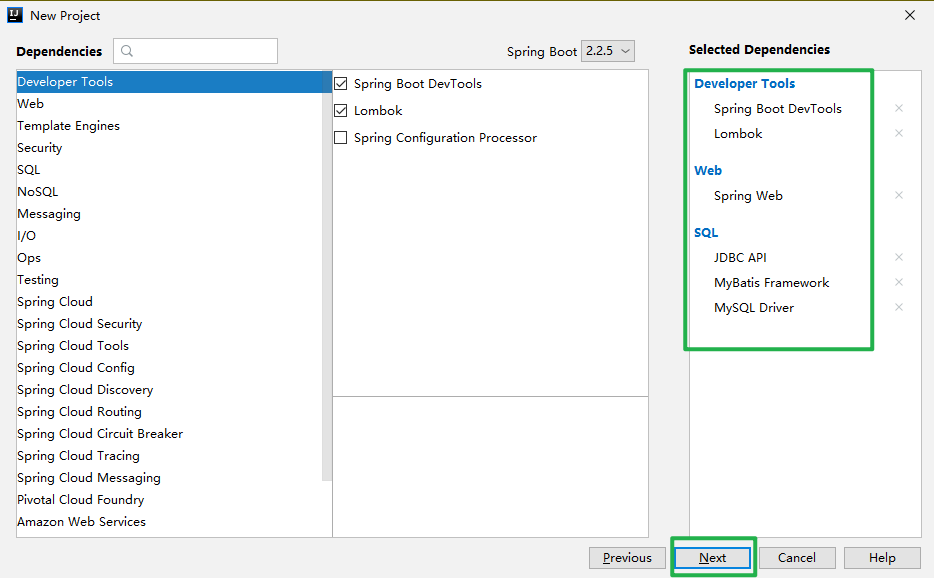 New Project
Dependencies
Spring Boot 2.2.5
Developer Tools
Web
Template Engines
Security
SQL
NoSQL
Messaging
I/O
Ops
Testing
Spring Cloud
Spring Cloud Security
Spring Cloud Tools
Spring Cloud Config
Spring Cloud Discovery
Spring Cloud Routing
Spring Cloud Circuit Breaker
Spring Cloud Tracing
Spring Cloud Messaging
Pivotal Cloud Foundry
Amazon Web Services
Spring Boot DevTools
Lombok
Spring Configuration Processor
Selected Dependencies
Developer Tools
Spring Boot DevTools
Lombok
Web
Spring Web
SQL
JDBC API
MyBatis Framework
MySQL Driver
Previous
Next
Cancel
Help